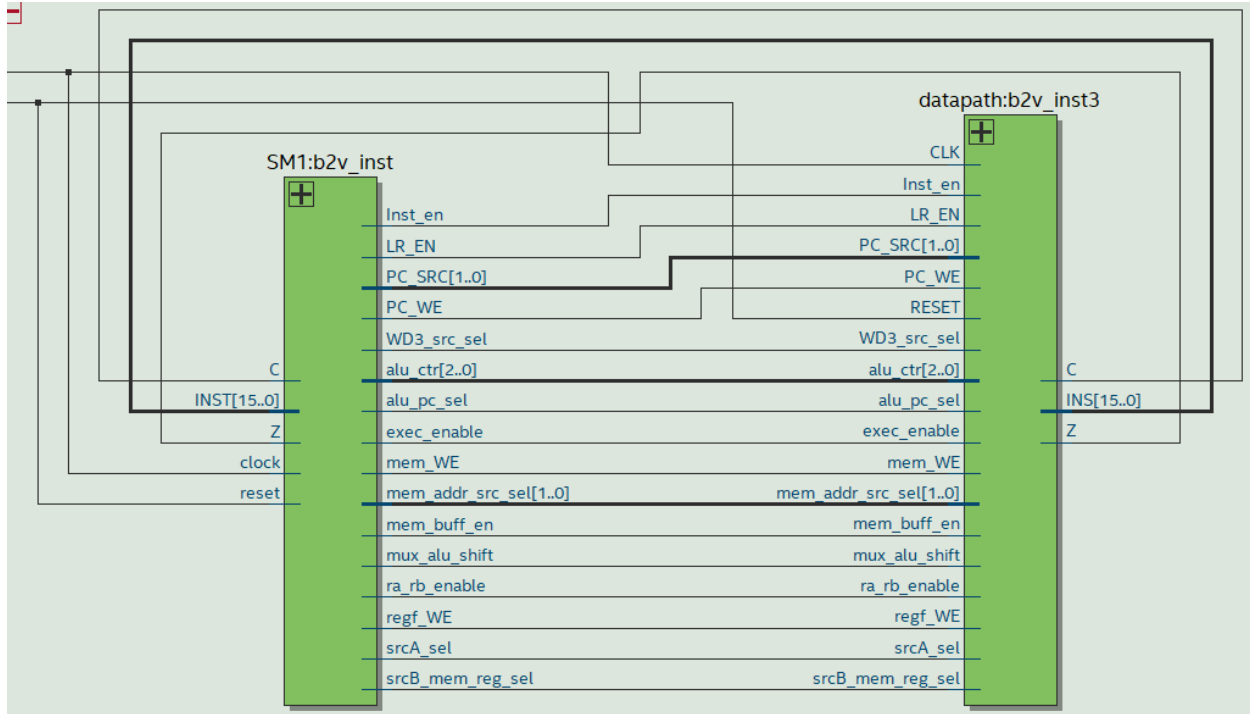 datapath:b2v_inst3
SM1:b2v_inst
CLK
Inst_en
Inst_en
LR_EN
LR_EN
PC_SRC[1..0]
PC_SRC[1..0]
PC_WE
PC_WE
RESET
WD3_src_sel
WD3_src_sel
C
alu_ctr[2..0]
alu_ctr[2..0]
C
INST[15..0]
alu_pc_sel
alu_pc_sel
INS[15..0]
Z
exec_enable
exec_enable
Z
clock
mem_WE
mem_WE
reset
mem_addr_src_sel[1..0]
mem_addr_src_sel[1..0]
mem_buff_en
mem_buff_en
mux_alu_shift
mux_alu_shift
ra_rb_enable
ra_rb_enable
regf_WE
regf_WE
srcA_sel
srcA_sel
srcB_mem_reg_sel
srcB_mem_reg_sel